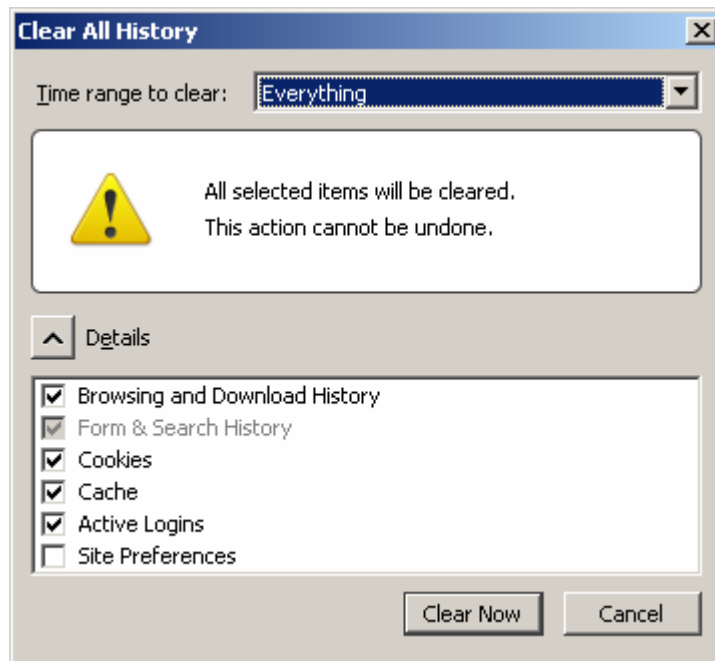 Clear All History
Time range to clear: Everything
All selected items will be cleared.
This action cannot be undone.
Details
Browsing and Download History
Form & Search History
Cookies
Cache
Active Logins
Site Preferences
Clear Now Cancel